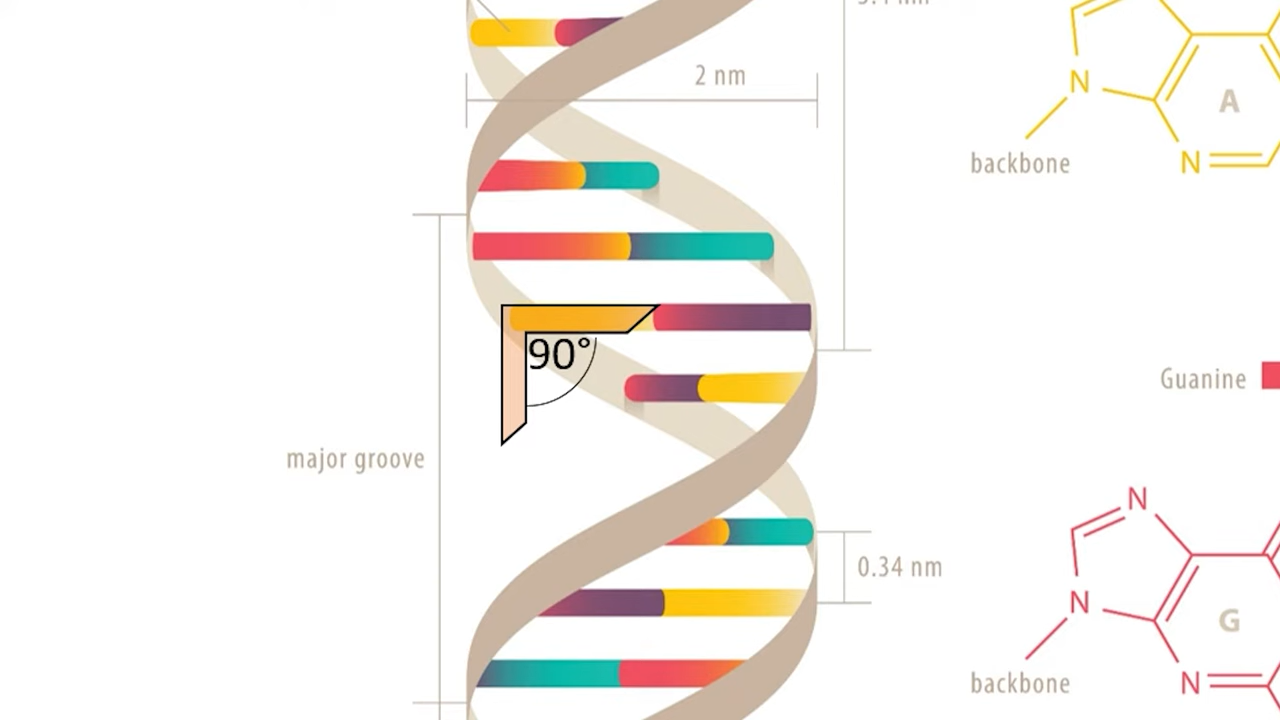 2 nm
A
N
N
backbone
90°
Guanine
major groove
N
0.34 nm
N
G
N
backbone